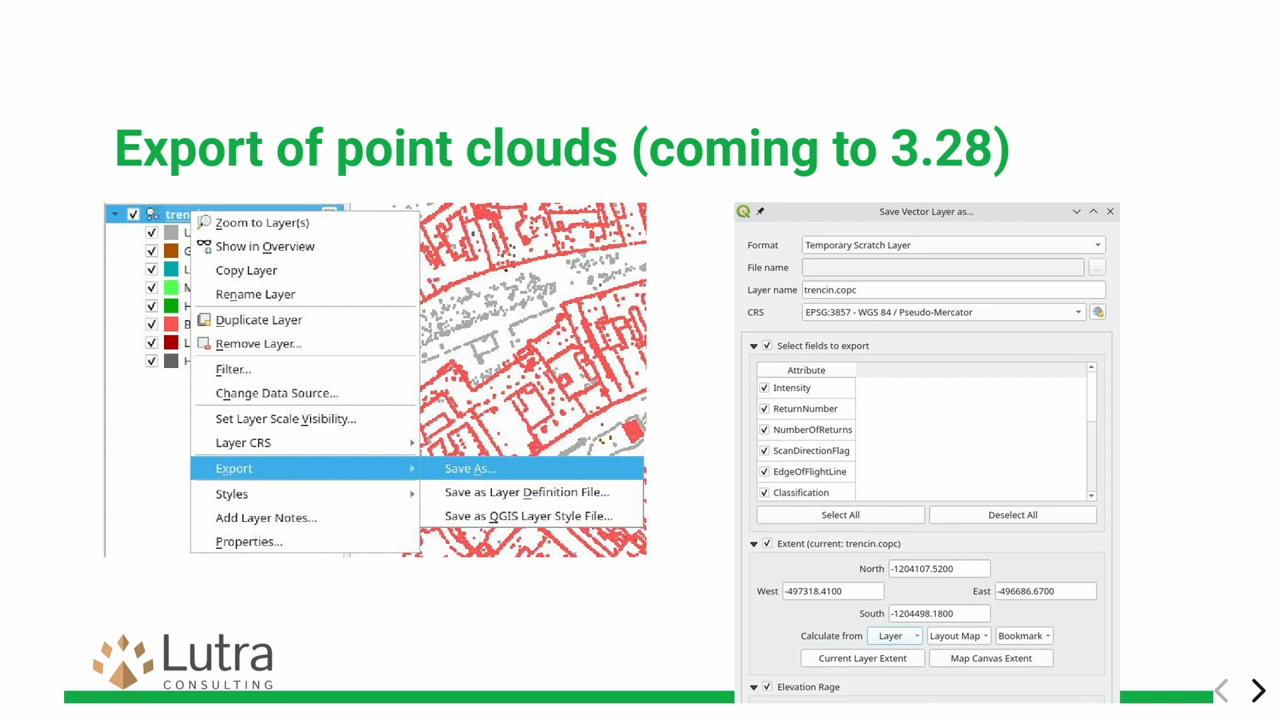 Export of point clouds (coming to 3.28)
Zoom to Layer(s)
Show in Overview
Copy Layer
Rename Layer
Duplicate Layer
Remove Layer...
Filter...
Change Data Source...
Set Layer Scale Visibility...
Layer CRS
Export
Styles
Add Layer Notes...
Properties...
Save As...
Save as Layer Definition File...
Save as QGIS Layer Style File...
Save Vector Layer as...
Format Temporary Scratch Layer
File name ...
Layer name trencin.copc
CRS EPSG:3857 - WGS 84 / Pseudo-Mercator
Select fields to export
Attribute
Intensity
ReturnNumber
NumberOfReturns
ScanDirectionFlag
EdgeOfFlightLine
Classification
Select All Deselect All
Extent (current: trencin.copc)
North -1204107.5200
West -497318.4100 East -496686.6700
South -1204498.1800
Calculate from Layer Layout Map Bookmark
Current Layer Extent Map Canvas Extent
Elevation Rage
Lutra
CONSULTING